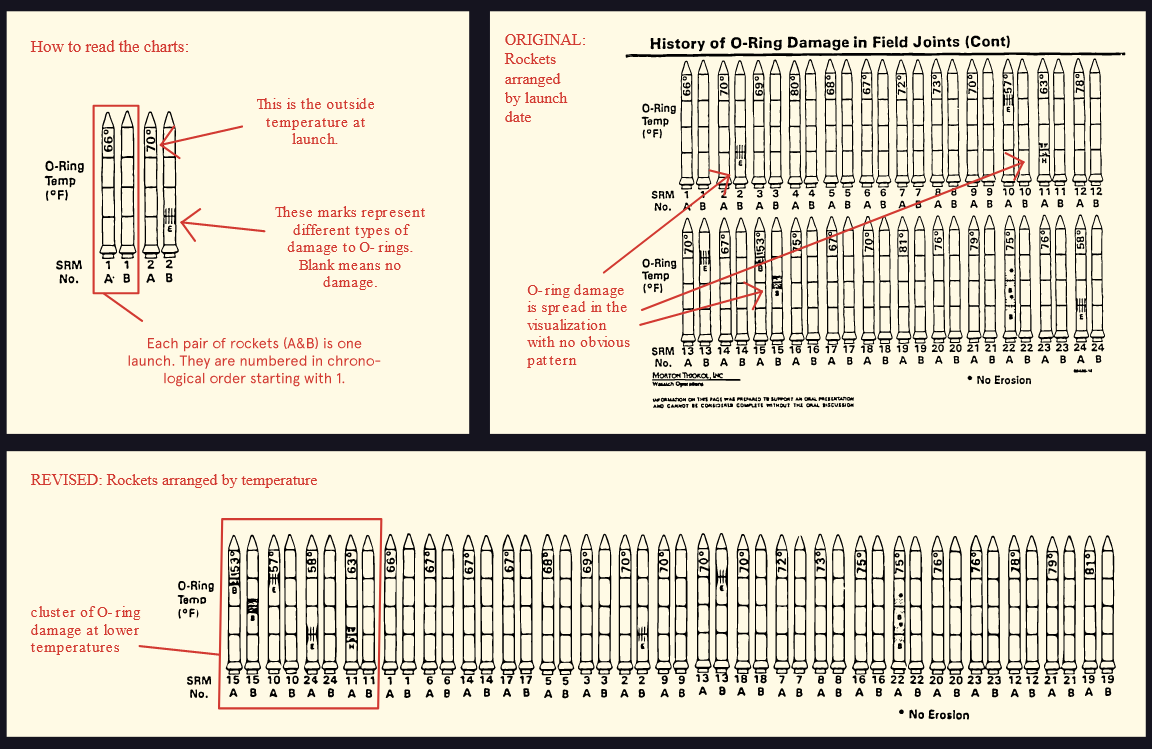 How to read the charts:
This is the outside
temperature at
launch.
66° 70°
O-Ring
Temp
(°F)
These marks represent
different types of
damage to O- rings.
Blank means no
damage.
E
SRM 1 1 2 2
No. A B A B
Each pair of rockets (A&B) is one
launch. They are numbered in chrono-
logical order starting with 1.
ORIGINAL:
Rockets
arranged
by launch
date
History of O-Ring Damage in Field Joints (Cont)
66° 70° 69° 80° 68° 67° 72° 73° 70° 57° 63° 78°
O-Ring
Temp
(°F)
E E H
SRM 1 1 2 2 3 3 4 4 5 5 6 6 7 7 8 8 9 9 10 10 11 11 12 12
No. A B A B A B A B A B A B A B A B A B A B A B A B
70° 67° 53° 75° 67° 70° 81° 76° 79° 75° 76° 58°
O-Ring
Temp
(°F)
E B B B E
SRM 13 13 14 14 15 15 16 16 17 17 18 18 19 19 20 20 21 21 22 22 23 23 24 24
No. A B A B A B A B A B A B A B A B A B A B A B A B
O- ring damage
is spread in the
visualization
with no obvious
pattern
MORTON THIOKOL, INC
Wasatch Operations
• No Erosion
INFORMATION ON THIS PAGE WAS PREPARED TO SUPPORT AN ORAL PRESENTATION
AND CANNOT BE CONSIDERED COMPLETE WITHOUT THE ORAL DISCUSSION
REVISED: Rockets arranged by temperature
53° 57° 58° 63° 66° 67° 67° 67° 68° 69° 70° 70° 70° 70° 72° 73° 75° 75° 76° 76° 78° 79° 81°
O-Ring
Temp
(°F)
B B E E H E E B
cluster of O- ring
damage at lower
temperatures
SRM 15 15 10 10 24 24 11 11 1 1 6 6 14 14 17 17 5 5 3 3 2 2 9 9 13 13 18 18 7 7 8 8 16 16 22 22 20 20 23 23 12 12 21 21 19 19
No. A B A B A B A B A B A B A B A B A B A B A B A B A B A B A B A B A B A B A B A B A B A B A B
• No Erosion